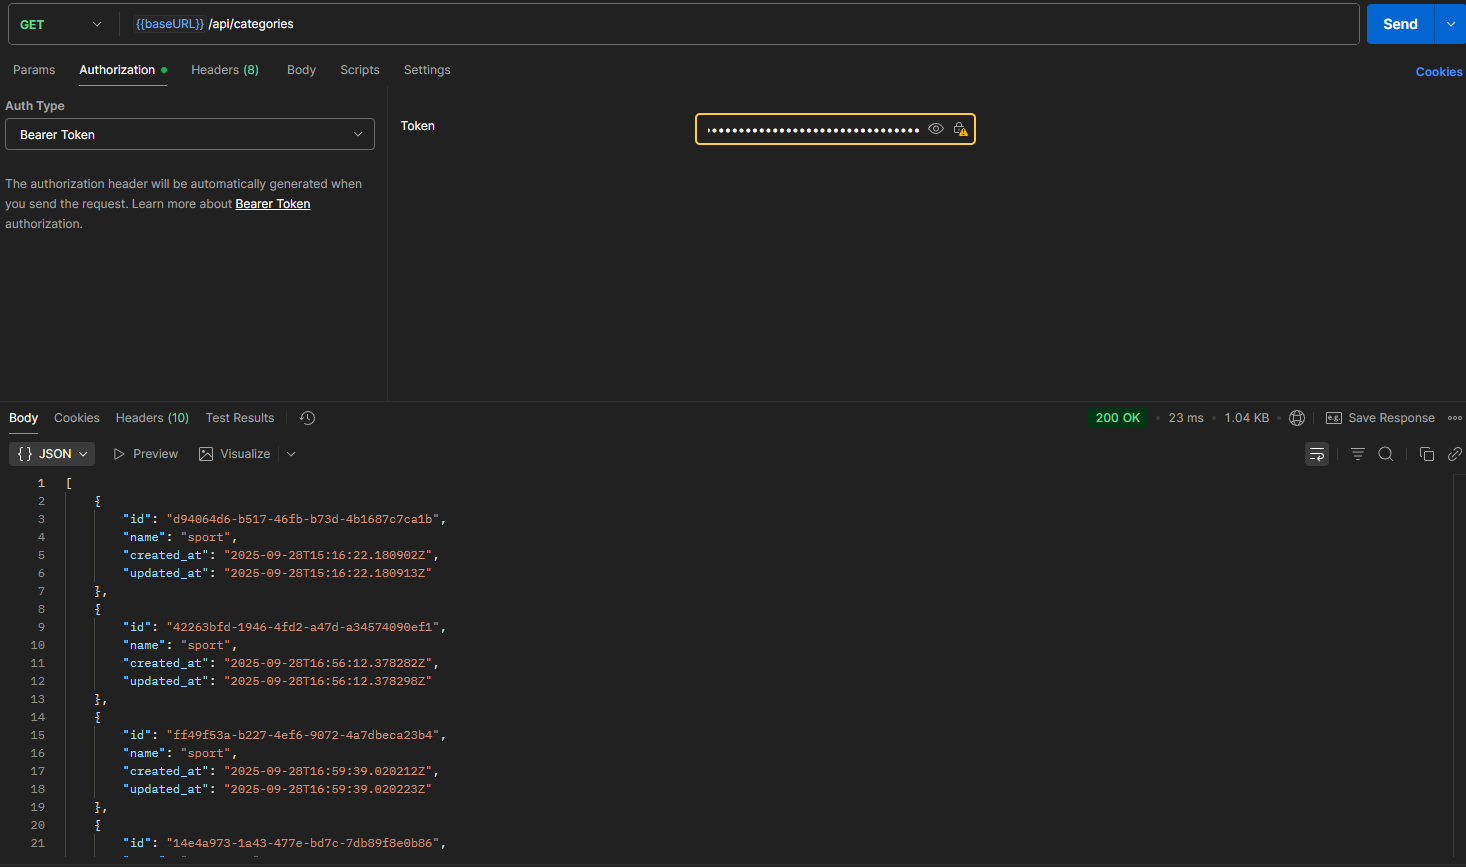 GET {{baseURL}} /api/categories Send
Params Authorization Headers (8) Body Scripts Settings Cookies
Auth Type
Bearer Token
Token
The authorization header will be automatically generated when
you send the request. Learn more about Bearer Token
authorization.
Body Cookies Headers (10) Test Results 200 OK 23 ms 1.04 KB e.g. Save Response
{} JSON Preview Visualize
1 [
2 {
3 "id": "d94064d6-b517-46fb-b73d-4b1687c7ca1b",
4 "name": "sport",
5 "created_at": "2025-09-28T15:16:22.180902Z",
6 "updated_at": "2025-09-28T15:16:22.180913Z"
7 },
8 {
9 "id": "42263bfd-1946-4fd2-a47d-a34574090ef1",
10 "name": "sport",
11 "created_at": "2025-09-28T16:56:12.378282Z",
12 "updated_at": "2025-09-28T16:56:12.378298Z"
13 },
14 {
15 "id": "ff49f53a-b227-4ef6-9072-4a7dbeca23b4",
16 "name": "sport",
17 "created_at": "2025-09-28T16:59:39.020212Z",
18 "updated_at": "2025-09-28T16:59:39.020223Z"
19 },
20 {
21 "id": "14e4a973-1a43-477e-bd7c-7db89f8e0b86",